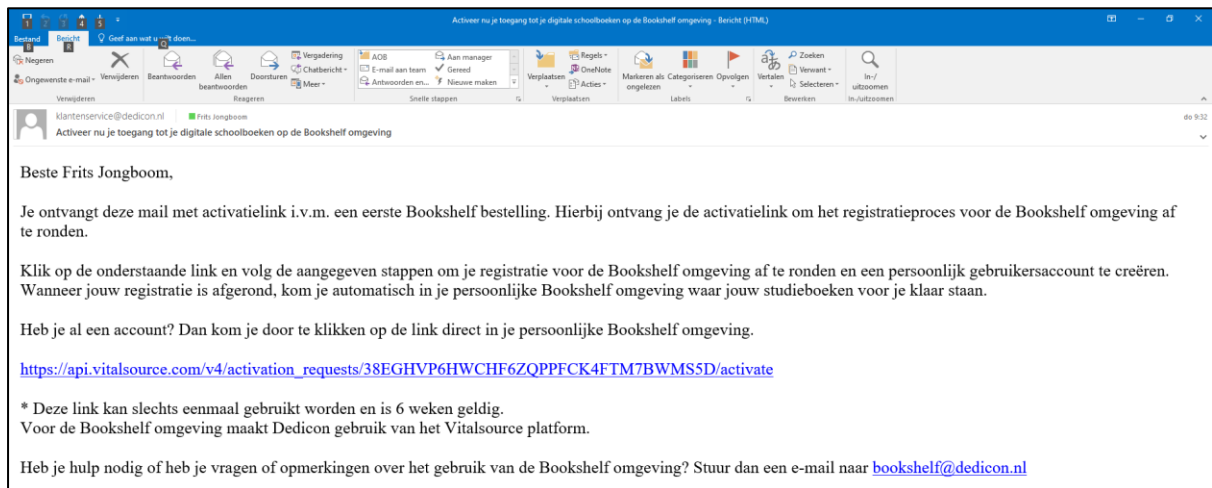 1 2 3 4 5
Activeer nu je toegang tot je digitale schoolboeken op de Bookshelf omgeving - Bericht (HTML)
Bestand Bericht Geef aan wat u wilt doen...
B R Q
Negeren
Ongewenste e-mail
Verwijderen
Verwijderen
Beantwoorden
Allen beantwoorden
Doorsturen
Vergadering
Chatbericht
Meer
Reageren
AOB
E-mail aan team
Antwoorden en...
Aan manager
Gereed
Nieuwe maken
Snelle stappen
Verplaatsen
Regels
OneNote
Acties
Verplaatsen
Markeren als ongelezen
Categoriseren
Opvolgen
Labels
Vertalen
Zoeken
Verwant
Selecteren
Bewerken
In-/ uitzoomen
In-/uitzoomen
klantenservice@dedicon.nl Frits Jongboom do 9:32
Activeer nu je toegang tot je digitale schoolboeken op de Bookshelf omgeving
Beste Frits Jongboom,
Je ontvangt deze mail met activatielink i.v.m. een eerste Bookshelf bestelling. Hierbij ontvang je de activatielink om het registratieproces voor de Bookshelf omgeving af
te ronden.
Klik op de onderstaande link en volg de aangegeven stappen om je registratie voor de Bookshelf omgeving af te ronden en een persoonlijk gebruikersaccount te creëren.
Wanneer jouw registratie is afgerond, kom je automatisch in je persoonlijke Bookshelf omgeving waar jouw studieboeken voor je klaar staan.
Heb je al een account? Dan kom je door te klikken op de link direct in je persoonlijke Bookshelf omgeving.
https://api.vitalsource.com/v4/activation_requests/38EGHVP6HWCHF6ZQPPFCK4FTM7BWMS5D/activate
* Deze link kan slechts eenmaal gebruikt worden en is 6 weken geldig.
Voor de Bookshelf omgeving maakt Dedicon gebruik van het Vitalsource platform.
Heb je hulp nodig of heb je vragen of opmerkingen over het gebruik van de Bookshelf omgeving? Stuur dan een e-mail naar bookshelf@dedicon.nl